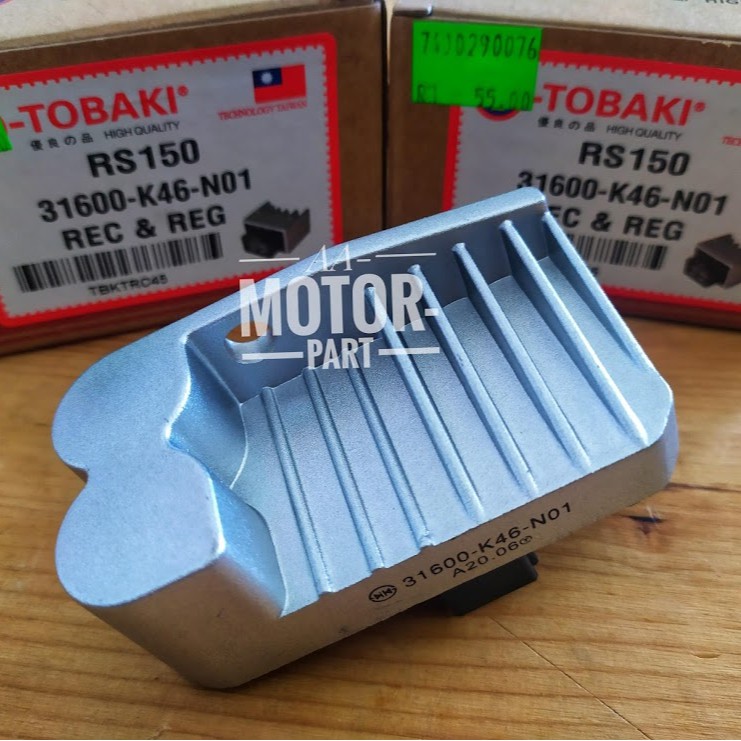 -TOBAKI®
優良の品 HIGH QUALITY
TECHNOLOGY TAIWAN
RS150
31600-K46-N01
REC & REG
TBKTRC45
7430290076
55.00
-TOBAKI®
優良の品 HIGH QUALITY
RS150
31600-K46-N01
REC & REG
AA-
MOTOR-
PART
31600-K46-N01
A20.06